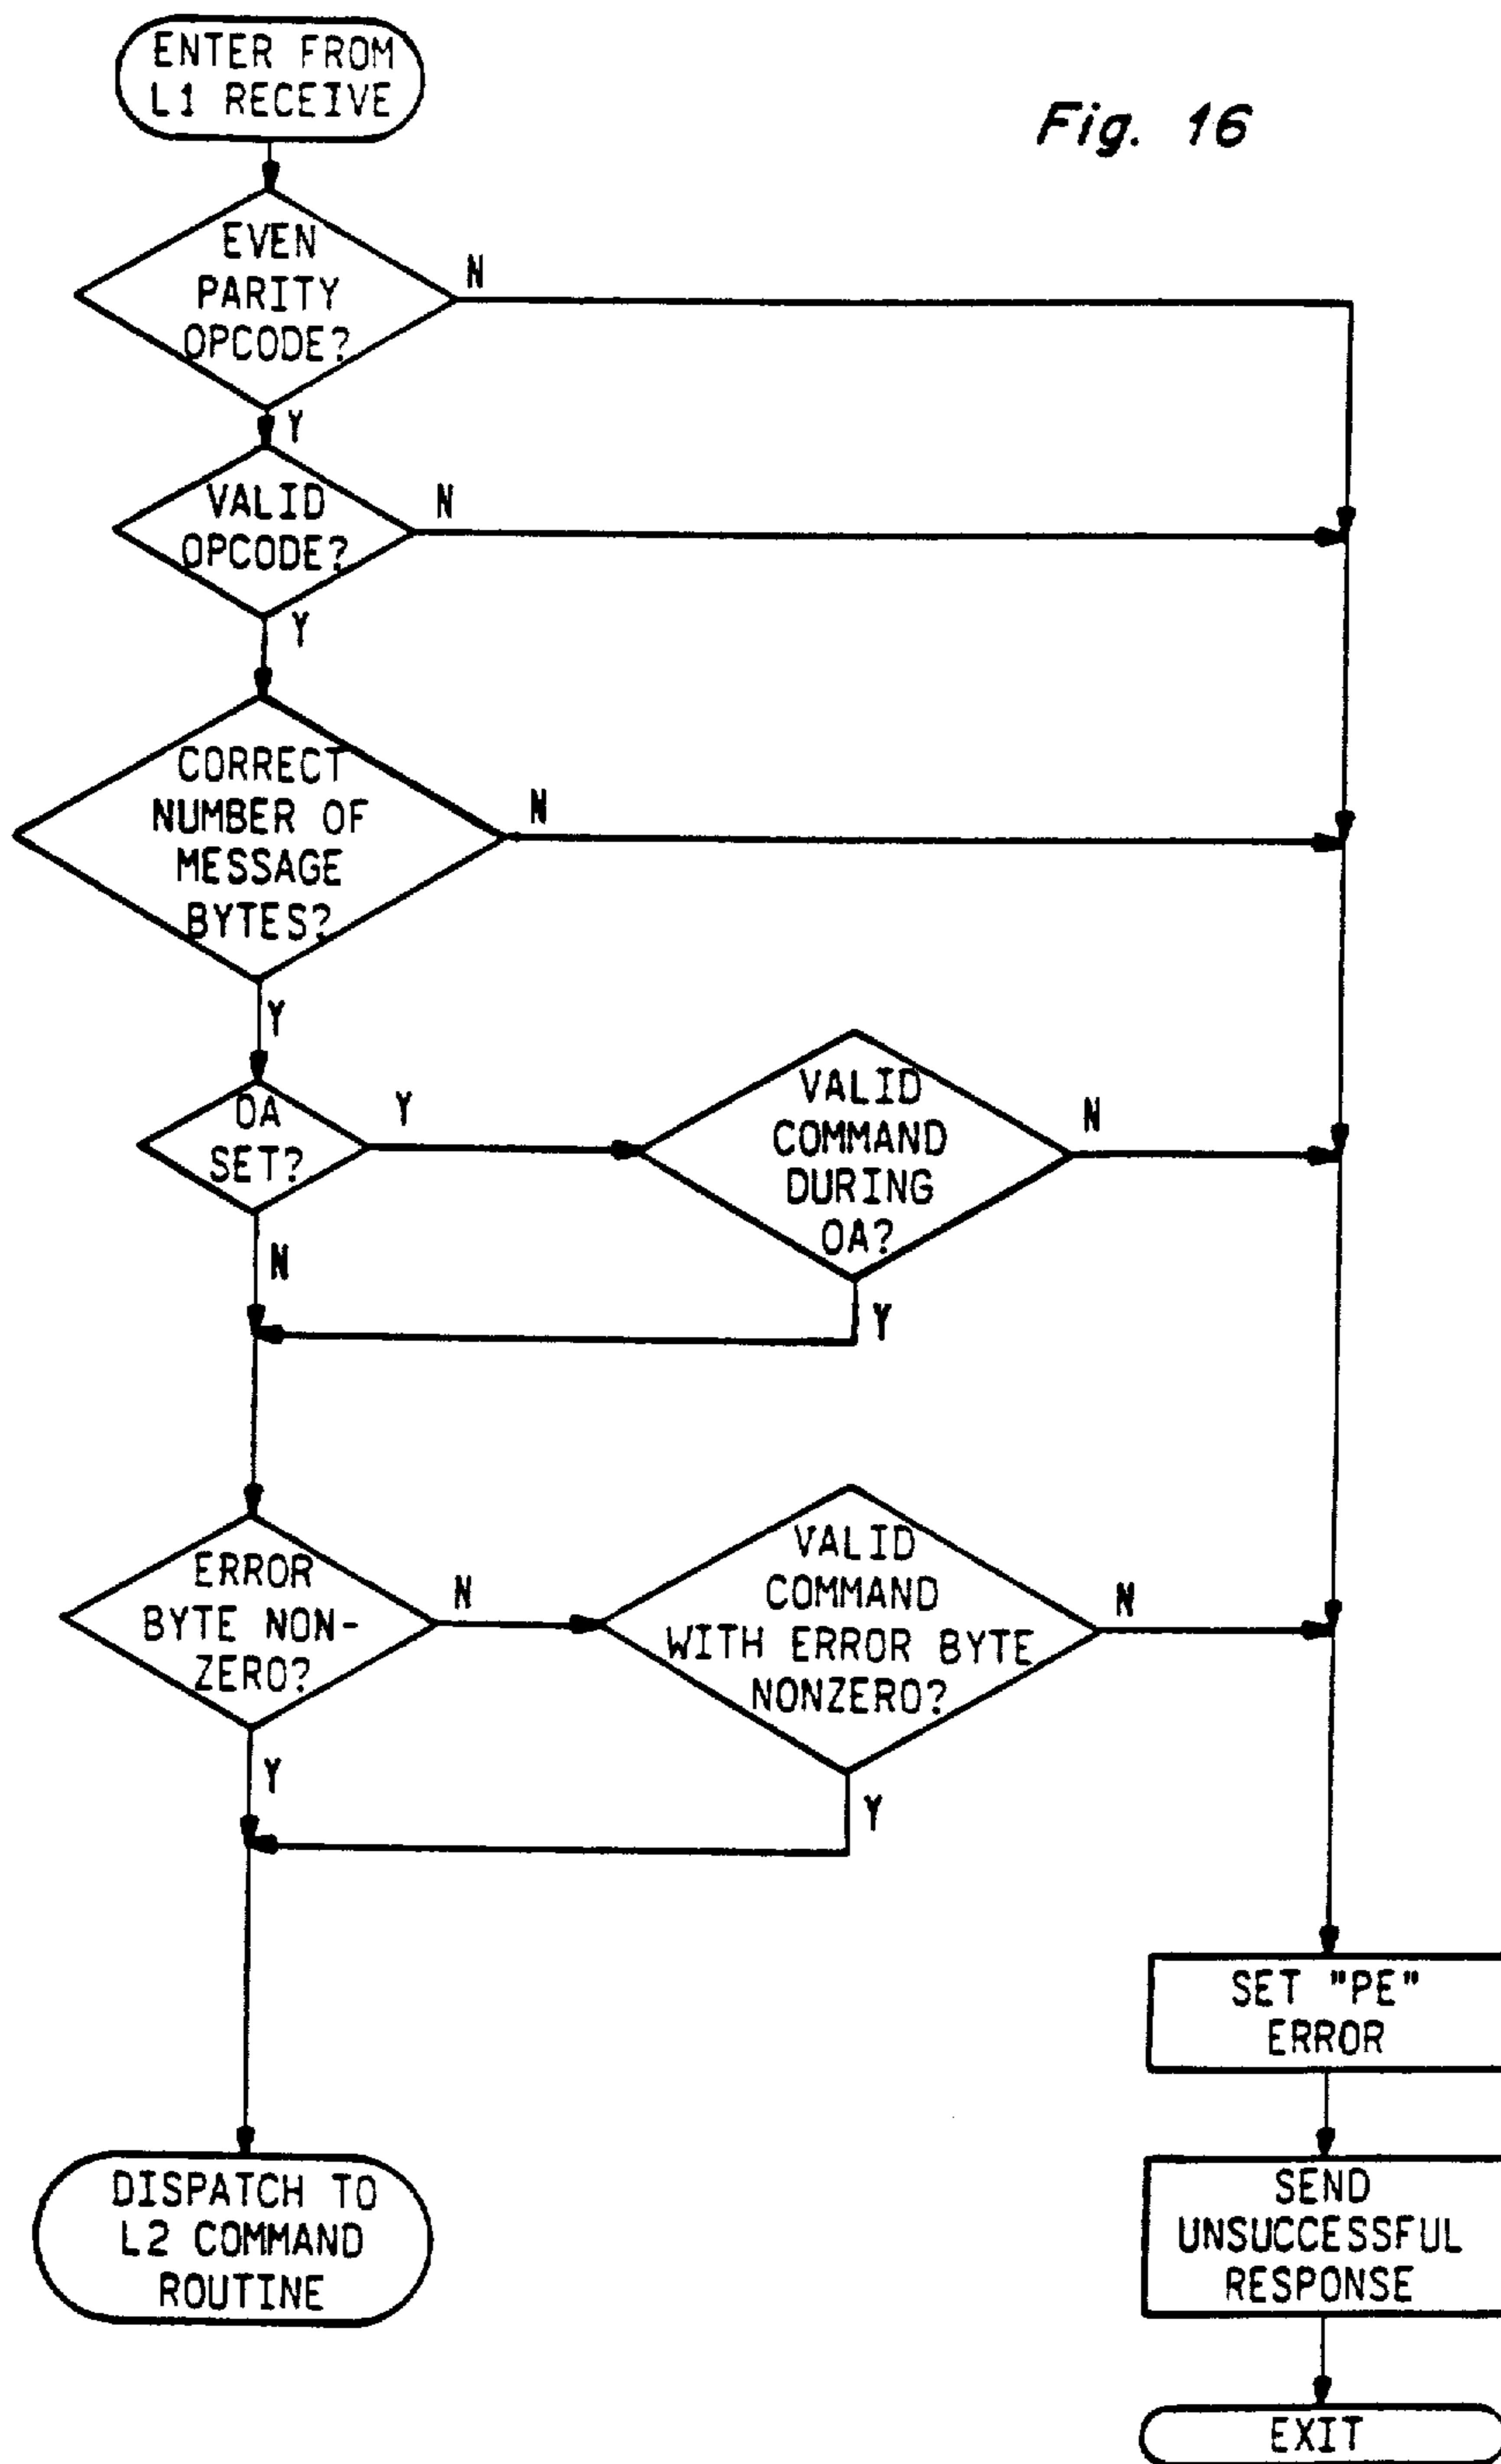 Fig. 16
ENTER FROM
L1 RECEIVE
EVEN
PARITY
OPCODE?
N
Y
VALID
OPCODE?
N
Y
CORRECT
NUMBER OF
MESSAGE
BYTES?
N
Y
OA
SET?
Y
N
VALID
COMMAND
DURING
OA?
N
Y
ERROR
BYTE NON-
ZERO?
N
Y
VALID
COMMAND
WITH ERROR BYTE
NONZERO?
N
Y
DISPATCH TO
L2 COMMAND
ROUTINE
SET "PE"
ERROR
SEND
UNSUCCESSFUL
RESPONSE
EXIT